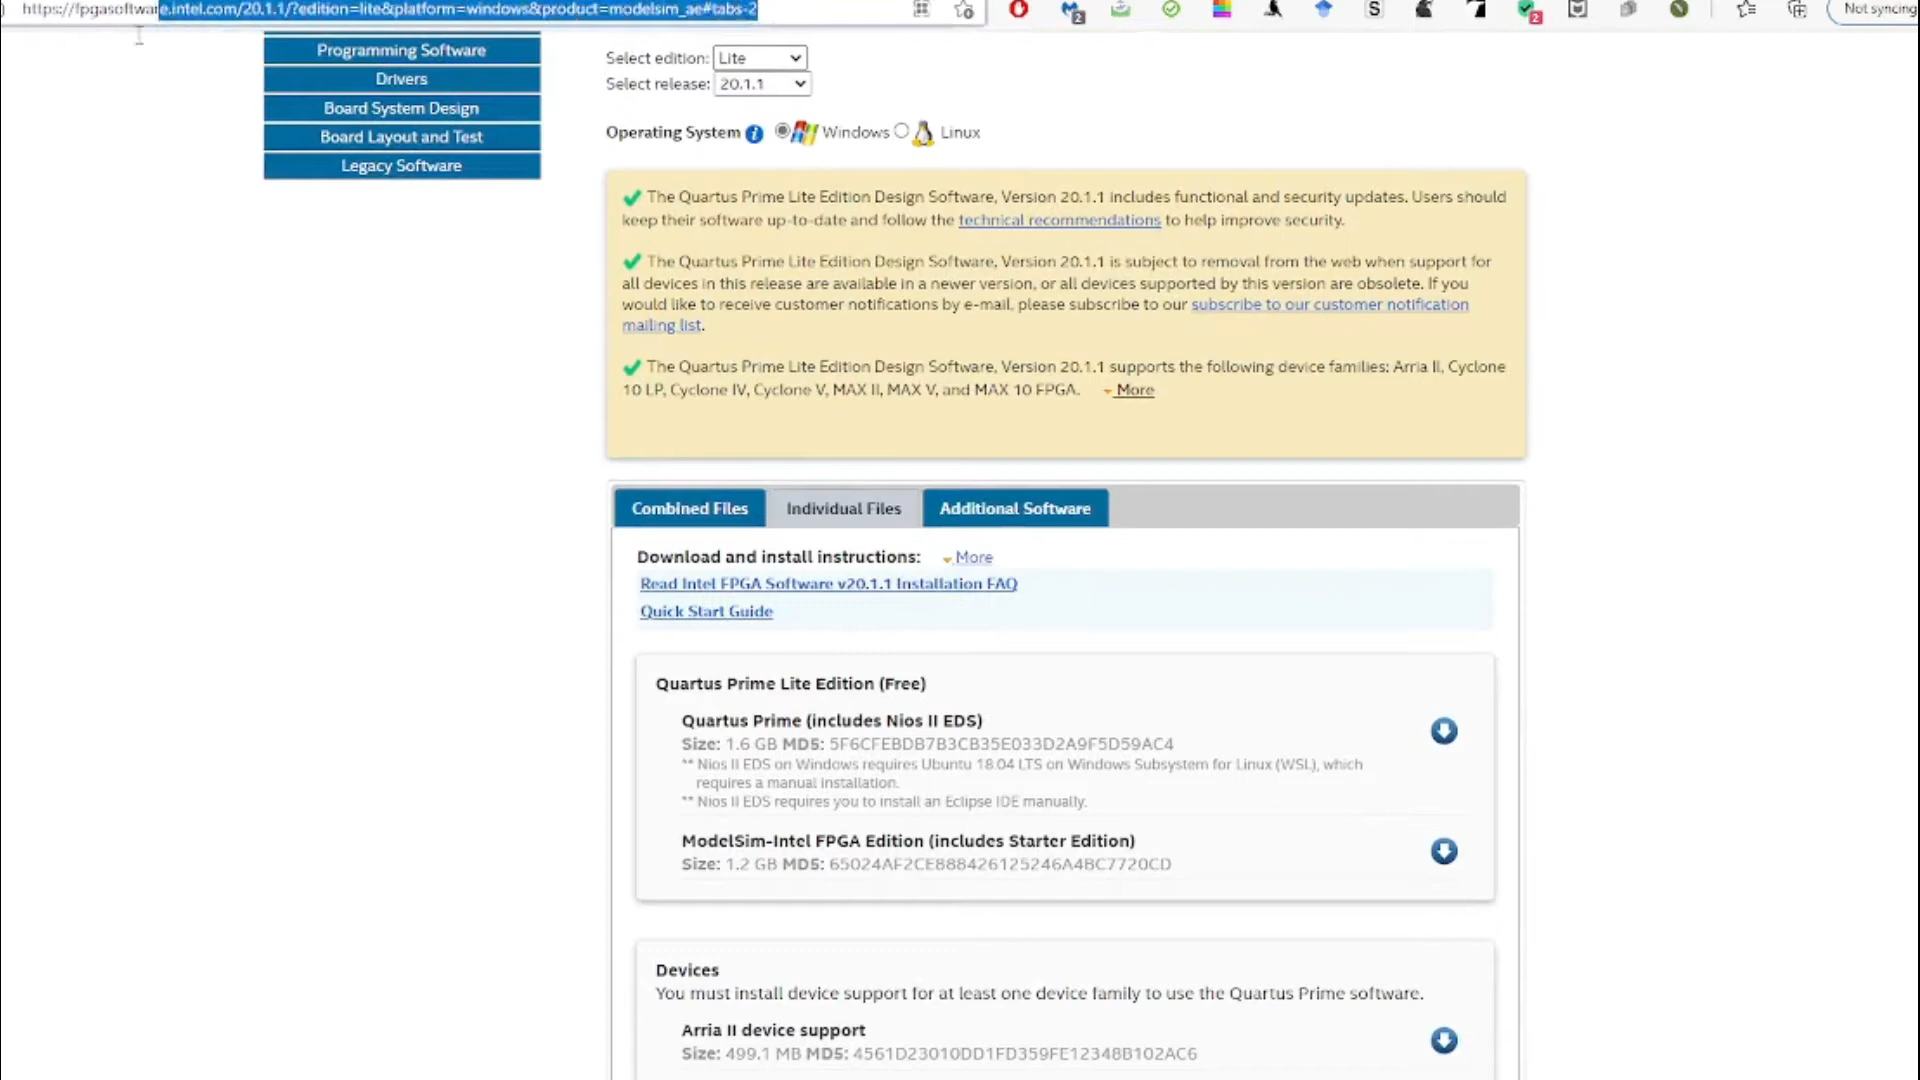 https://fpgasoftware.intel.com/20.1.1/?edition=lite&platform=windows&product=modelsim_ae#tabs-2
2
S
2
Not syncing
Programming Software
Drivers
Board System Design
Board Layout and Test
Legacy Software
Select edition: Lite
Select release: 20.1.1
Operating System i Windows Linux
The Quartus Prime Lite Edition Design Software, Version 20.1.1 includes functional and security updates. Users should
keep their software up-to-date and follow the technical recommendations to help improve security.
The Quartus Prime Lite Edition Design Software, Version 20.1.1 is subject to removal from the web when support for
all devices in this release are available in a newer version, or all devices supported by this version are obsolete. If you
would like to receive customer notifications by e-mail, please subscribe to our subscribe to our customer notification
mailing list.
The Quartus Prime Lite Edition Design Software, Version 20.1.1 supports the following device families: Arria II, Cyclone
10 LP, Cyclone IV, Cyclone V, MAX II, MAX V, and MAX 10 FPGA. More
Combined Files Individual Files Additional Software
Download and install instructions: More
Read Intel FPGA Software v20.1.1 Installation FAQ
Quick Start Guide
Quartus Prime Lite Edition (Free)
Quartus Prime (includes Nios II EDS)
Size: 1.6 GB MD5: 5F6CFEBDB7B3CB35E033D2A9F5D59AC4
** Nios II EDS on Windows requires Ubuntu 18.04 LTS on Windows Subsystem for Linux (WSL), which
requires a manual installation.
** Nios II EDS requires you to install an Eclipse IDE manually.
ModelSim-Intel FPGA Edition (includes Starter Edition)
Size: 1.2 GB MD5: 65024AF2CE888426125246A4BC7720CD
Devices
You must install device support for at least one device family to use the Quartus Prime software.
Arria II device support
Size: 499.1 MB MD5: 4561D23010DD1FD359FE12348B102AC6